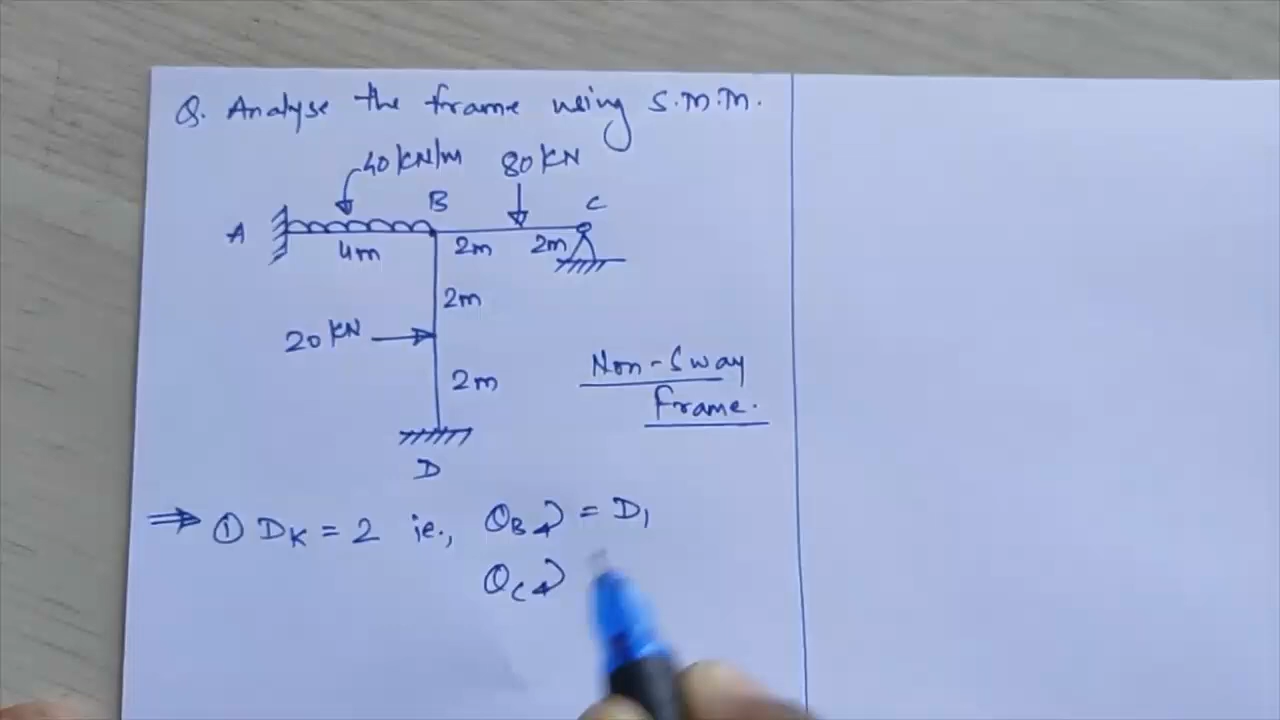 Q. Analyse the frame using S.M.M.
40 KN/m 80 KN
A B C
4m 2m 2m
2m
20 KN
2m
Non-Sway
Frame.
D
⇒ ① DK = 2 ie., θB↻ = D1
θC↻